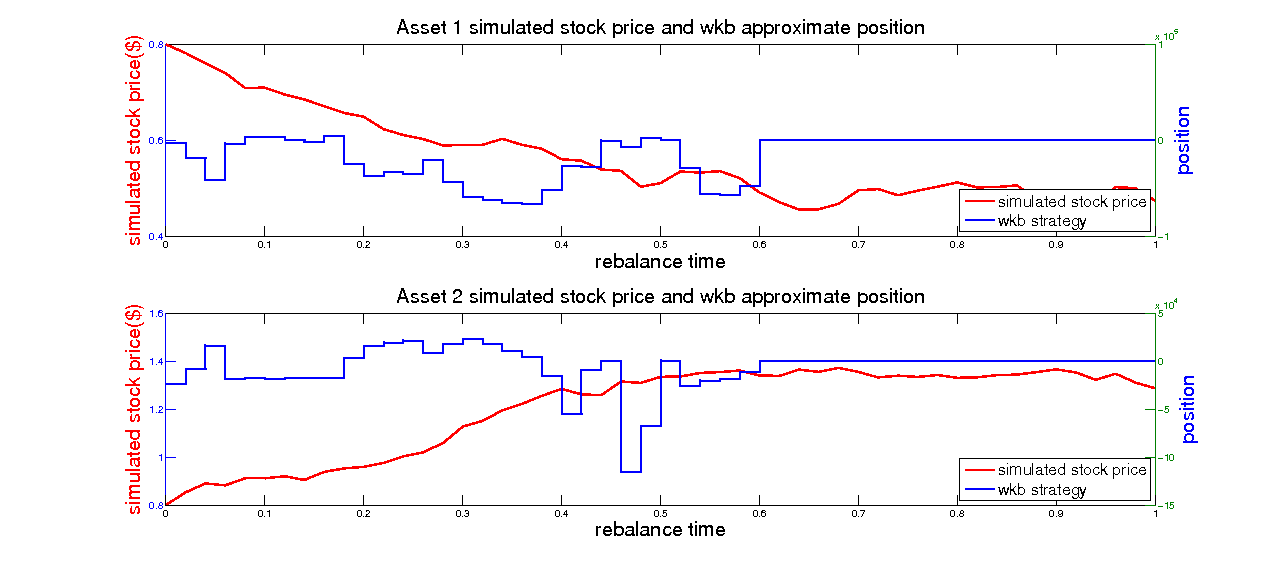 Asset 1 simulated stock price and wkb approximate position
x 10^5
simulated stock price($)
0.8
0.6
0.4
1
0
-1
position
simulated stock price
wkb strategy
0 0.1 0.2 0.3 0.4 0.5 0.6 0.7 0.8 0.9 1
rebalance time
Asset 2 simulated stock price and wkb approximate position
x 10^4
simulated stock price($)
1.6
1.4
1.2
1
0.8
5
0
-5
-10
-15
position
simulated stock price
wkb strategy
0 0.1 0.2 0.3 0.4 0.5 0.6 0.7 0.8 0.9 1
rebalance time